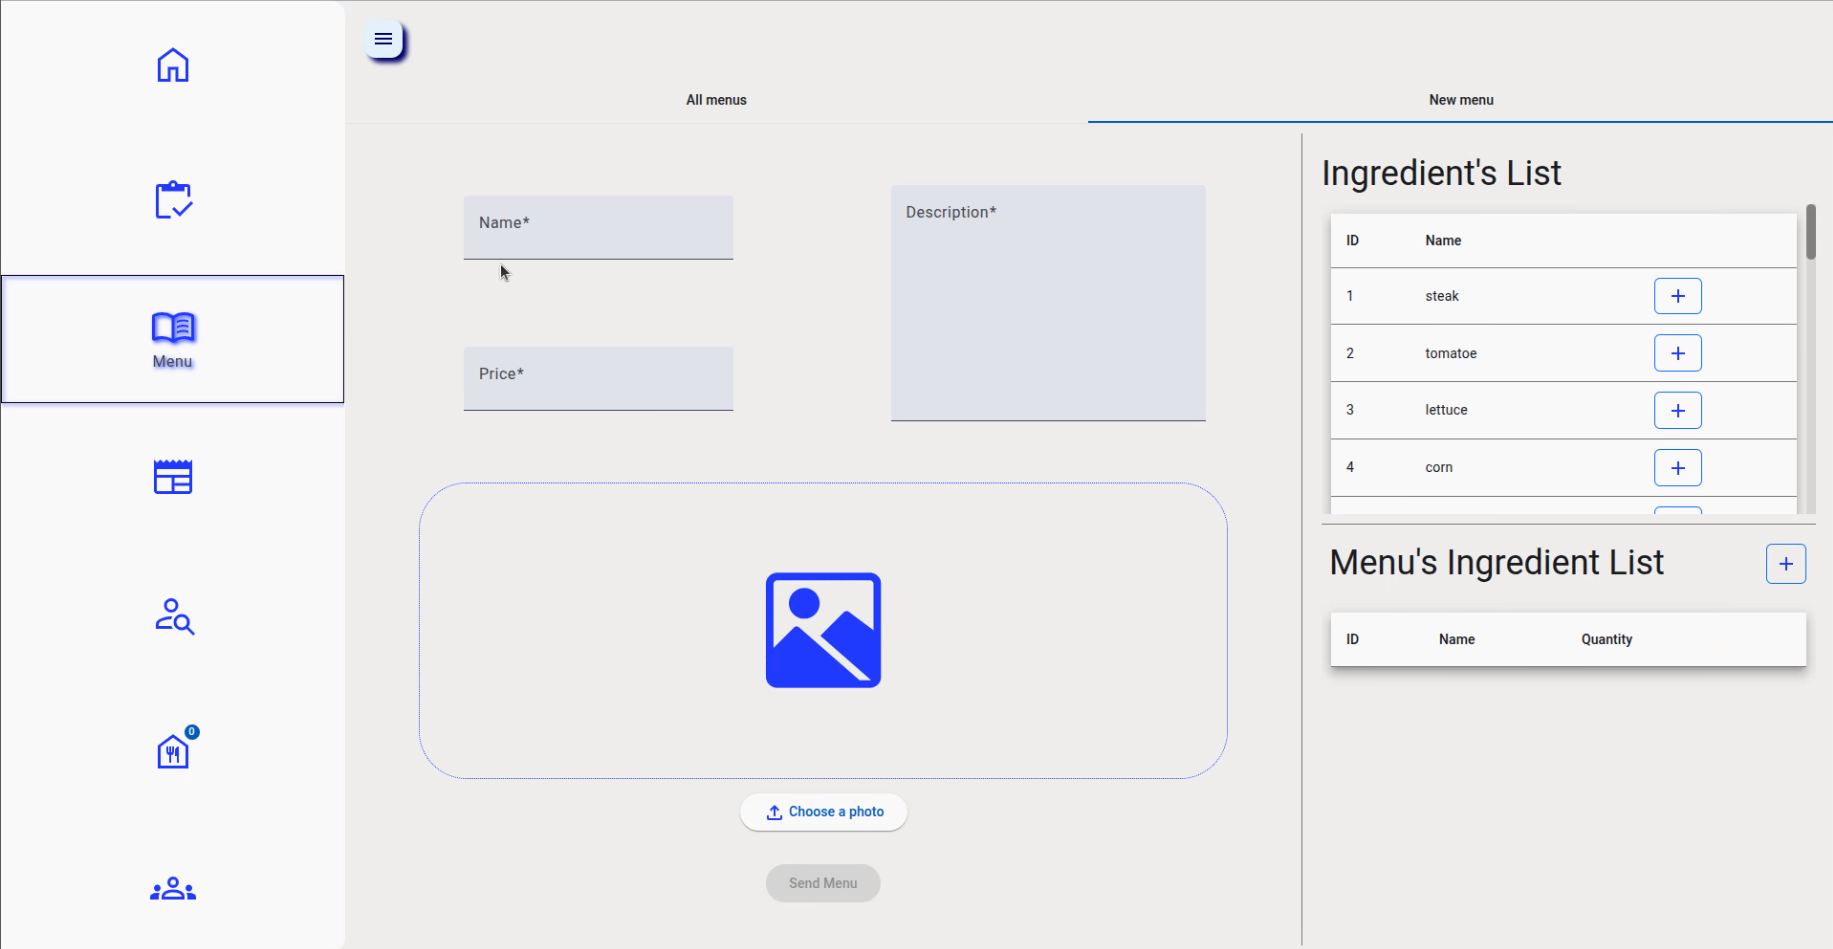 All menus
New menu
Menu
0
Name*
Description*
Price*
Choose a photo
Send Menu
Ingredient's List
ID Name
1 steak +
2 tomatoe +
3 lettuce +
4 corn +
Menu's Ingredient List +
ID Name Quantity